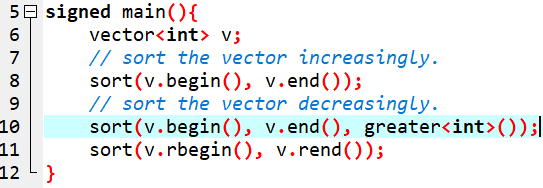 5 signed main(){
6 vector<int> v;
7 // sort the vector increasingly.
8 sort(v.begin(), v.end());
9 // sort the vector decreasingly.
10 sort(v.begin(), v.end(), greater<int>());
11 sort(v.rbegin(), v.rend());
12 }